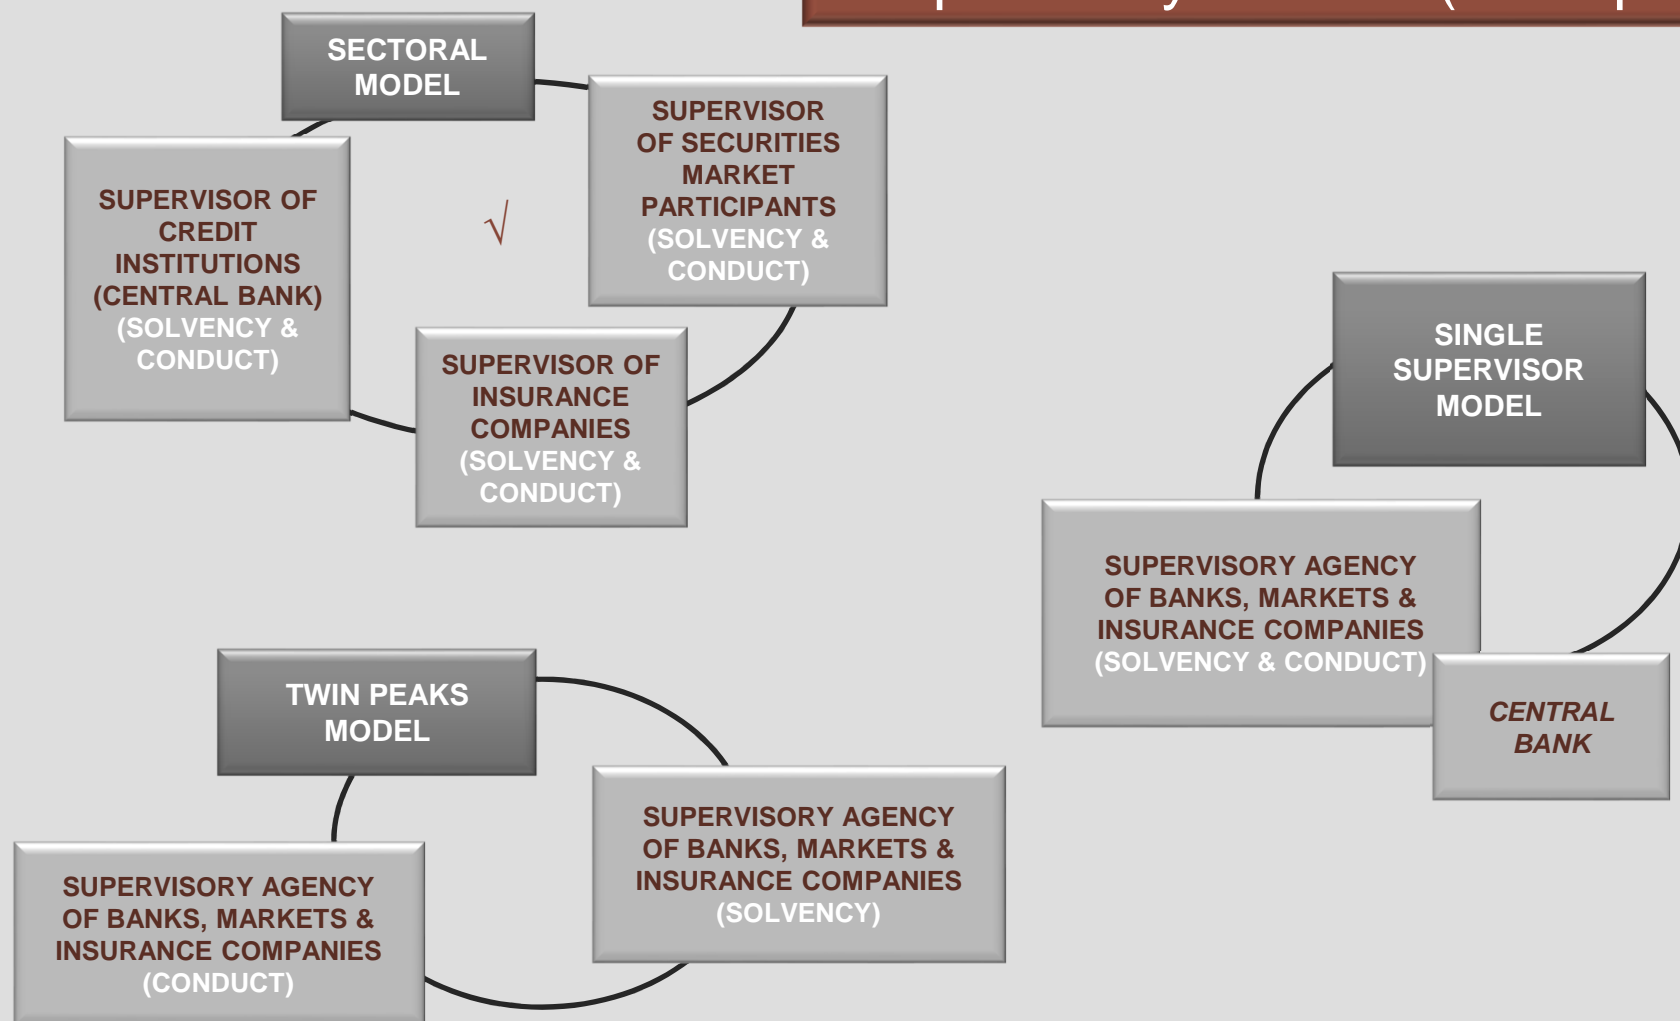 SECTORAL
MODEL
SUPERVISOR
OF SECURITIES
MARKET
PARTICIPANTS
(SOLVENCY &
CONDUCT)
SUPERVISOR OF
CREDIT
INSTITUTIONS
(CENTRAL BANK)
(SOLVENCY &
CONDUCT)
√
SUPERVISOR OF
INSURANCE
COMPANIES
(SOLVENCY &
CONDUCT)
SINGLE
SUPERVISOR
MODEL
SUPERVISORY AGENCY
OF BANKS, MARKETS &
INSURANCE COMPANIES
(SOLVENCY & CONDUCT)
CENTRAL
BANK
TWIN PEAKS
MODEL
SUPERVISORY AGENCY
OF BANKS, MARKETS &
INSURANCE COMPANIES
(SOLVENCY)
SUPERVISORY AGENCY
OF BANKS, MARKETS &
INSURANCE COMPANIES
(CONDUCT)